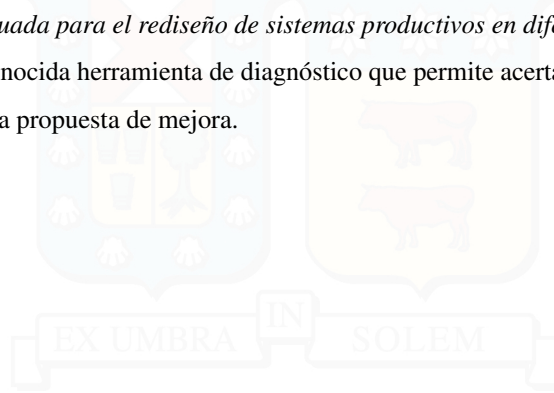 uada para el rediseño de sistemas productivos en dife
nocida herramienta de diagnóstico que permite acerta
a propuesta de mejora.
EX UMBRA IN SOLEM